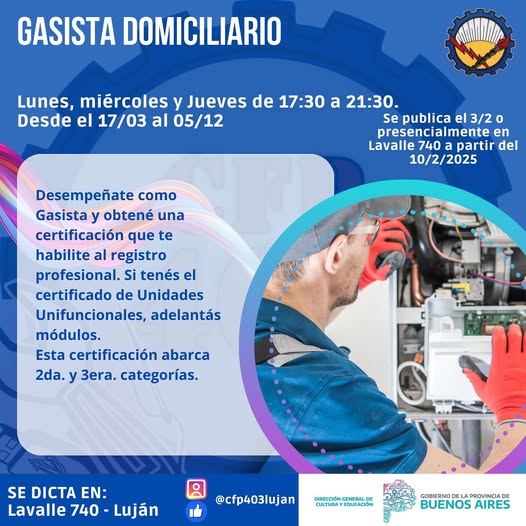 GASISTA DOMICILIARIO
Lunes, miércoles y Jueves de 17:30 a 21:30.
Desde el 17/03 al 05/12
Se publica el 3/2 o
presencialmente en
Lavalle 740 a partir del
10/2/2025
Desempeñate como
Gasista y obtené una
certificación que te
habilite al registro
profesional. Si tenés el
certificado de Unidades
Unifuncionales, adelantás
módulos.
Esta certificación abarca
2da. y 3era. categorías.
SE DICTA EN:
Lavalle 740 - Luján
@cfp403lujan
DIRECCIÓN GENERAL DE
CULTURA Y EDUCACIÓN
GOBIERNO DE LA PROVINCIA DE
BUENOS AIRES